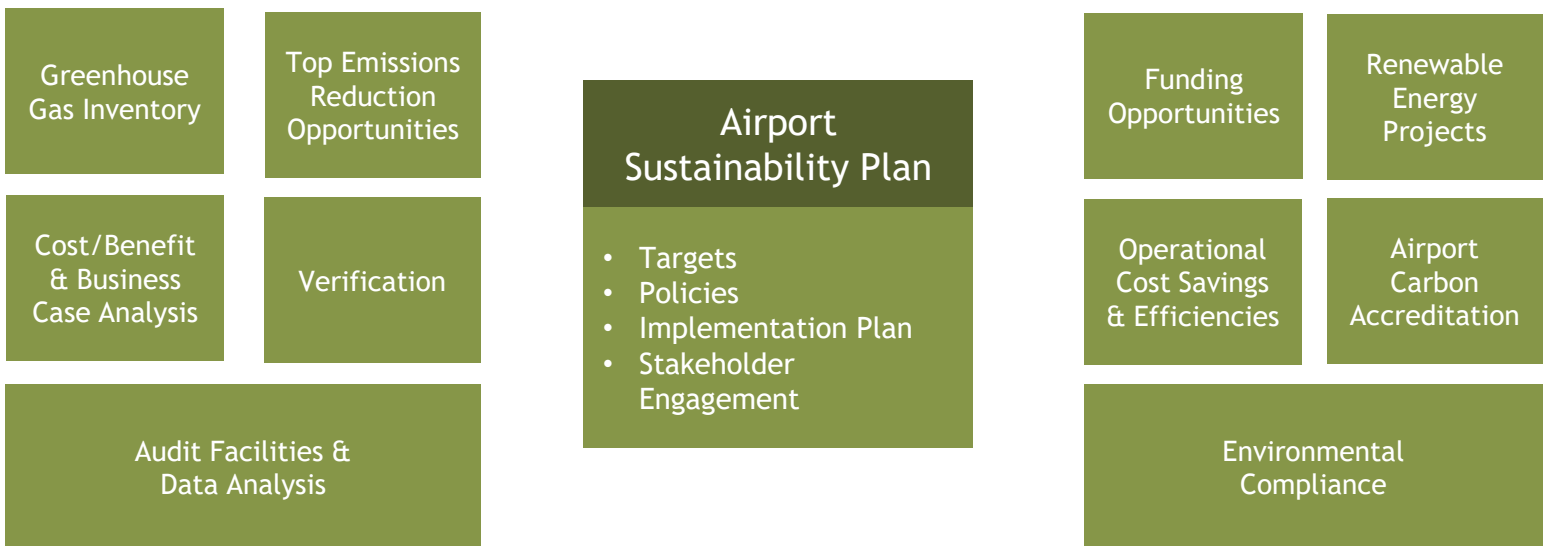 Greenhouse
Gas Inventory
Top Emissions
Reduction
Opportunities
Cost/Benefit
& Business
Case Analysis
Verification
Audit Facilities &
Data Analysis
Airport
Sustainability Plan
• Targets
• Policies
• Implementation Plan
• Stakeholder
Engagement
Funding
Opportunities
Renewable
Energy
Projects
Operational
Cost Savings
& Efficiencies
Airport
Carbon
Accreditation
Environmental
Compliance